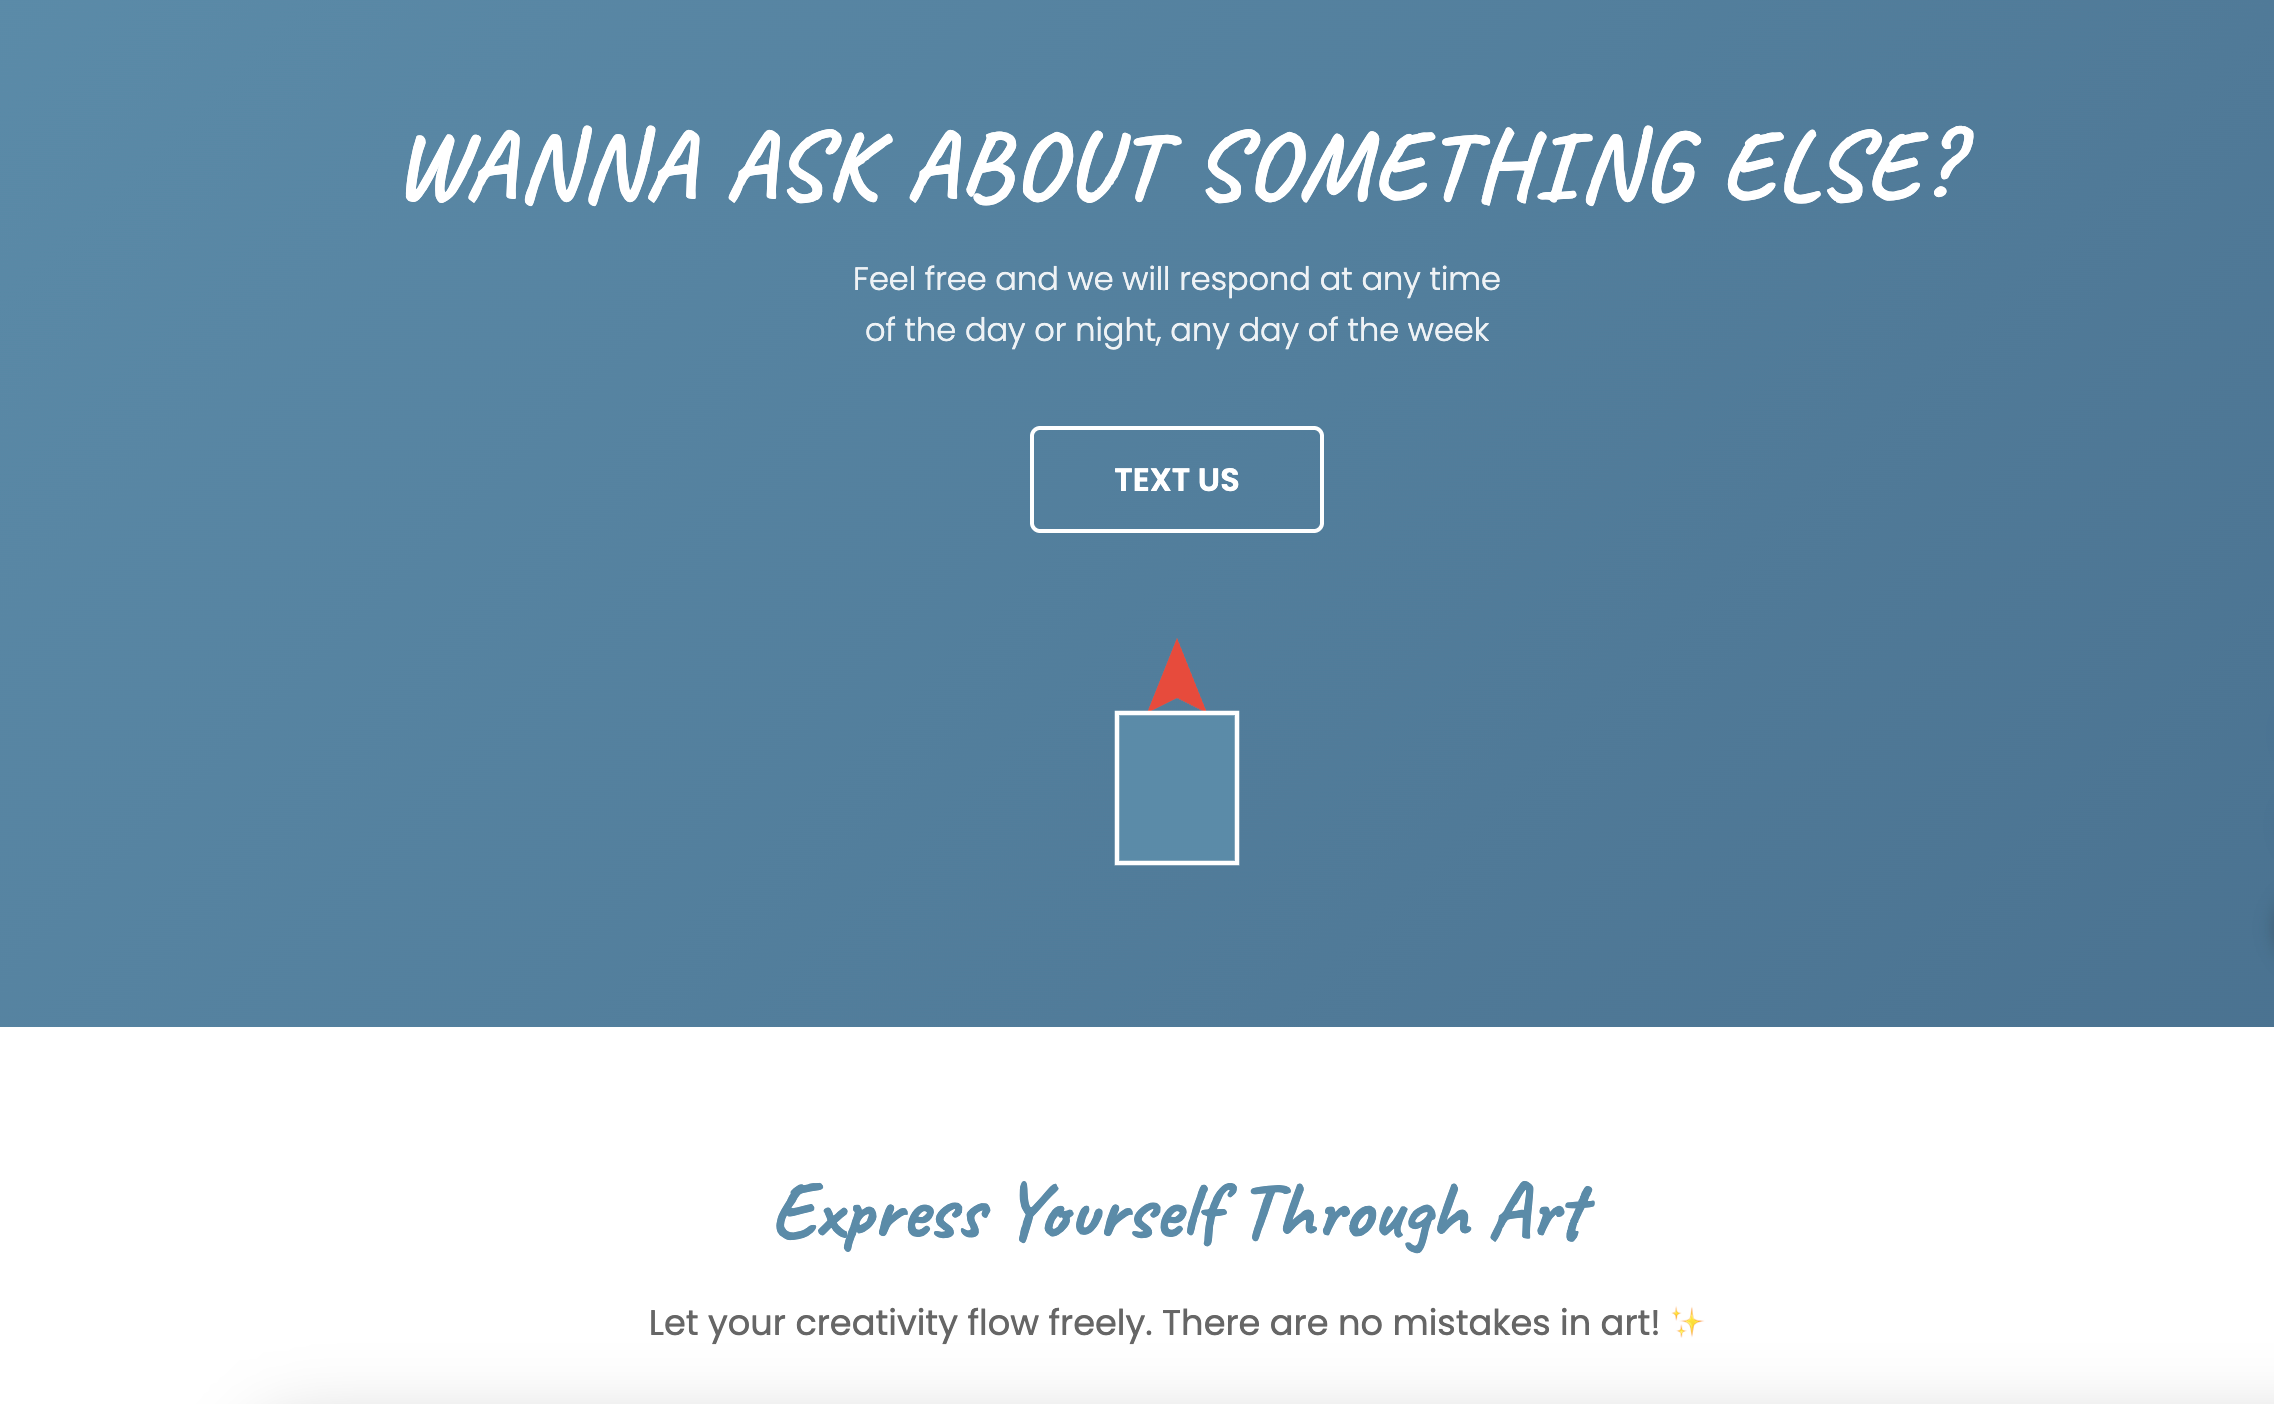 WANNA ASK ABOUT SOMETHING ELSE?
Feel free and we will respond at any time
of the day or night, any day of the week
TEXT US
Express Yourself Through Art
Let your creativity flow freely. There are no mistakes in art! ✨